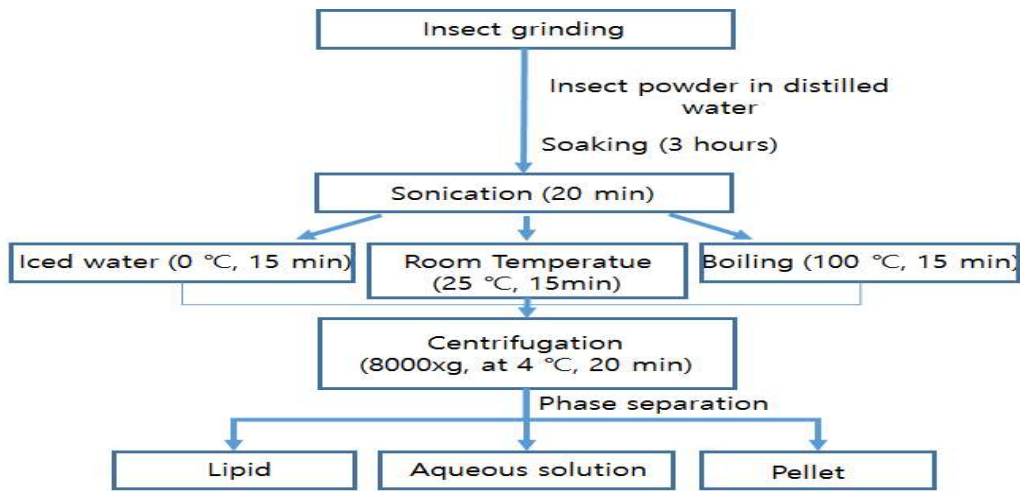 Insect grinding
Insect powder in distilled
water
Soaking (3 hours)
Sonication (20 min)
Iced water (0 ℃, 15 min)
Room Temperatue
(25 ℃, 15min)
Boiling (100 ℃, 15 min)
Centrifugation
(8000xg, at 4 ℃, 20 min)
Phase separation
Lipid
Aqueous solution
Pellet